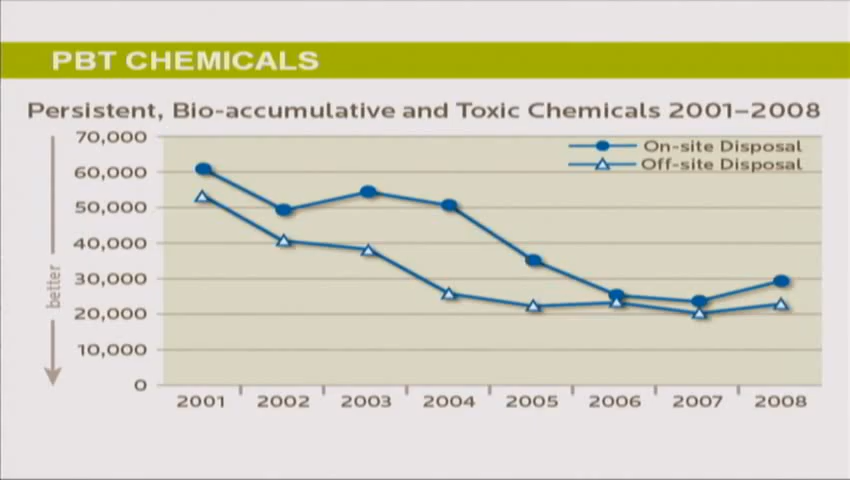 PBT CHEMICALS
Persistent, Bio-accumulative and Toxic Chemicals 2001–2008
70,000
On-site Disposal
Off-site Disposal
60,000
50,000
40,000
30,000
better
20,000
10,000
0
2001 2002 2003 2004 2005 2006 2007 2008